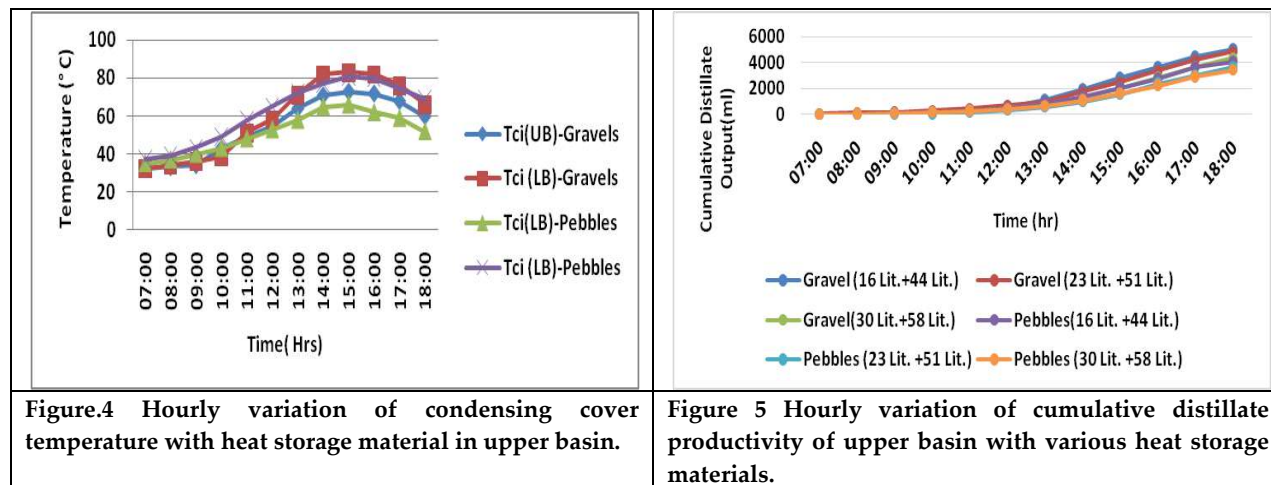 100
80
60
40
20
0
Temperature (° C)
07:00
08:00
09:00
10:00
11:00
12:00
13:00
14:00
15:00
16:00
17:00
18:00
Time( Hrs)
Tci(UB)-Gravels
Tci (LB)-Gravels
Tci(LB)-Pebbles
Tci (LB)-Pebbles
Figure.4 Hourly variation of condensing cover
temperature with heat storage material in upper basin.
6000
4000
2000
0
Cumulative Distillate
Output(ml)
07:00
08:00
09:00
10:00
11:00
12:00
13:00
14:00
15:00
16:00
17:00
18:00
Time (hr)
Gravel (16 Lit.+44 Lit.)
Gravel (23 Lit. +51 Lit.)
Gravel(30 Lit.+58 Lit.)
Pebbles(16 Lit. +44 Lit.)
Pebbles (23 Lit. +51 Lit.)
Pebbles (30 Lit. +58 Lit.)
Figure 5 Hourly variation of cumulative distillate
productivity of upper basin with various heat storage
materials.